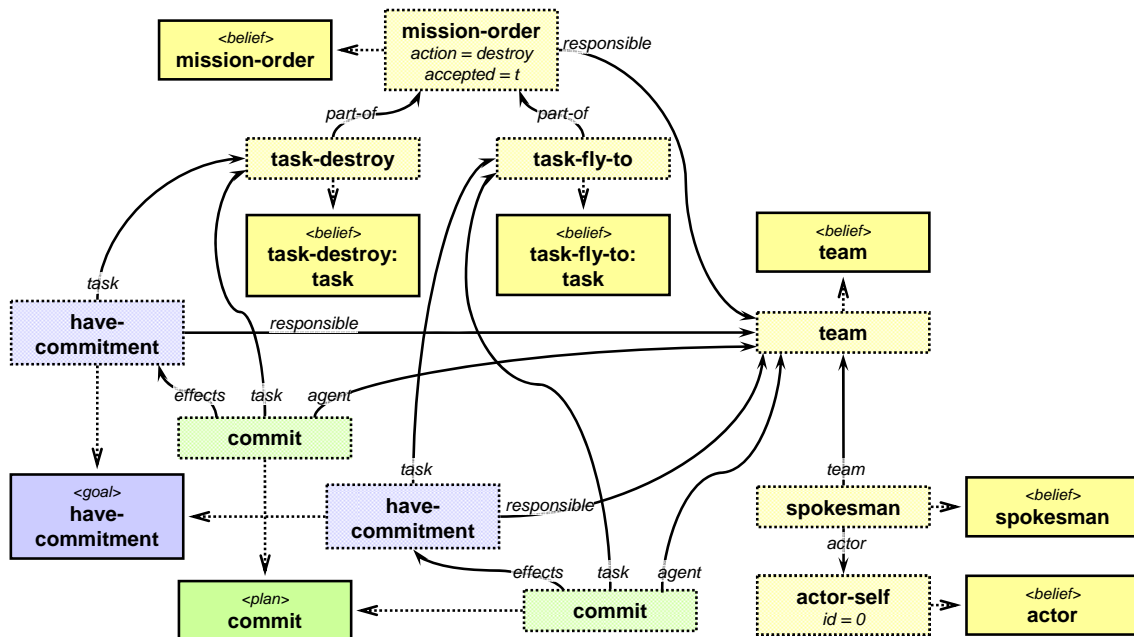 <belief>
mission-order
mission-order
action = destroy
accepted = t
responsible
part-of
part-of
task-destroy
task-fly-to
<belief>
task-destroy:
task
<belief>
task-fly-to:
task
<belief>
team
task
have-
commitment
responsible
team
effects
task
agent
commit
task
team
<goal>
have-
commitment
have-
commitment
responsible
spokesman
<belief>
spokesman
actor
effects
task
agent
<plan>
commit
commit
actor-self
id = 0
<belief>
actor